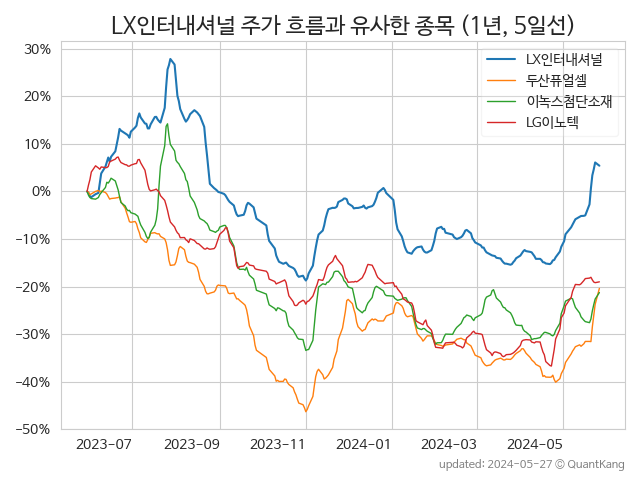 LX인터내셔널 주가 흐름과 유사한 종목 (1년, 5일선)
30%
20%
10%
0%
−10%
−20%
−30%
−40%
−50%
LX인터내셔널
두산퓨얼셀
이녹스첨단소재
LG이노텍
2023−07
2023−09
2023−11
2024−01
2024−03
2024−05
updated: 2024-05-27 © QuantKang